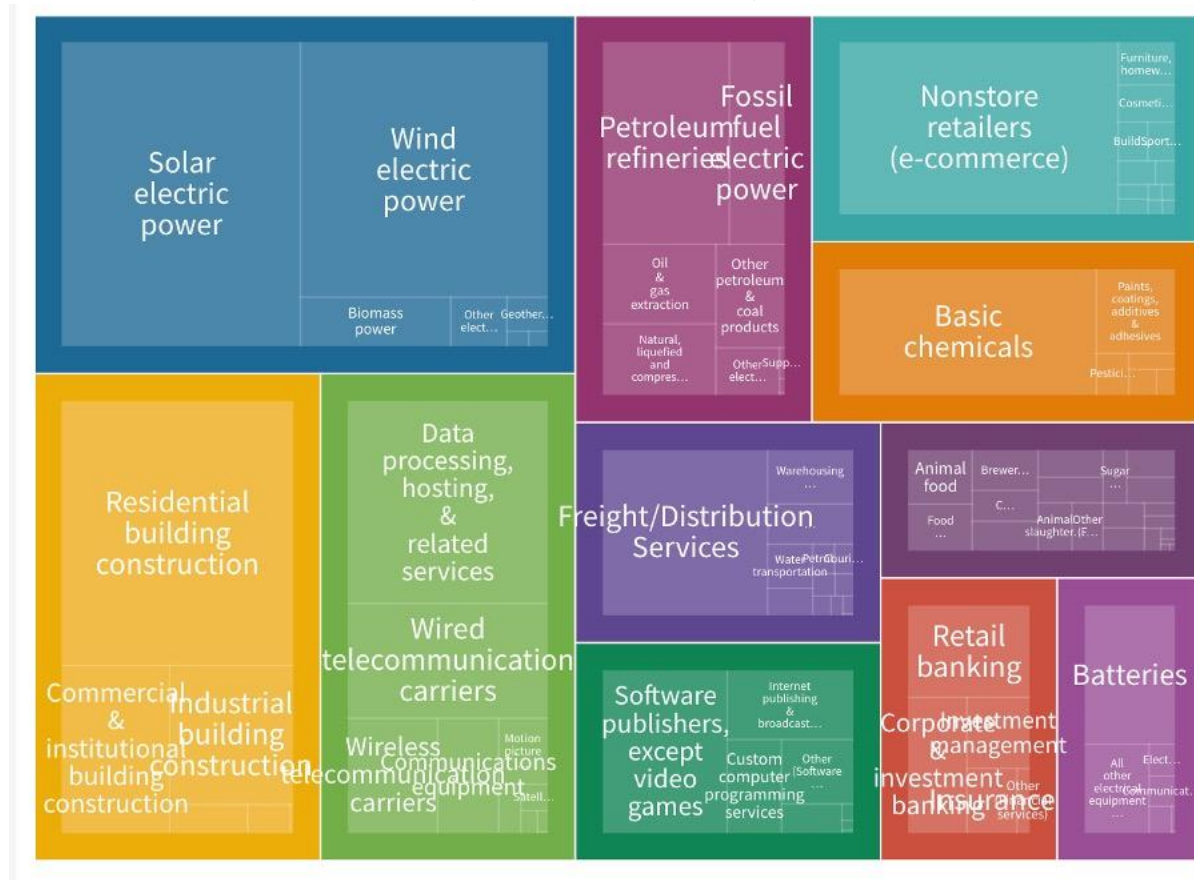 Solar
electric
power
Wind
electric
power
Biomass
power
Other
elect...
Geother...
Petroleum
refineries
Fossil
fuel
electric
power
Oil
&
gas
extraction
Other
petroleum
&
coal
products
Natural,
liquefied
and
compres...
Other
elect...
Supp...
Nonstore
retailers
(e-commerce)
Furniture,
homew...
Cosmeti...
Build
Sport...
Basic
chemicals
Paints,
coatings,
additives
&
adhesives
Pestici...
Residential
building
construction
Commercial
&
institutional
building
construction
Industrial
building
construction
Data
processing,
hosting,
&
related
services
Wired
telecommunication
carriers
Wireless
telecommunication
carriers
Communications
equipment
Motion
picture
...
Satell...
Freight/Distribution
Services
Warehousing
...
Water
transportation
Petrol
Couri...
Animal
food
Brewer...
Sugar
...
Food
...
C...
Animal
slaughter.
Other
(F...
Software
publishers,
except
video
games
Internet
publishing
&
broadcast...
Custom
computer
programming
services
Other
(Software
...
Retail
banking
Corporate
&
investment
banking
Investment
management
Insurance
Other
(Financial
services)
Batteries
All
other
electrical
equipment
...
Elect...
Communicat...